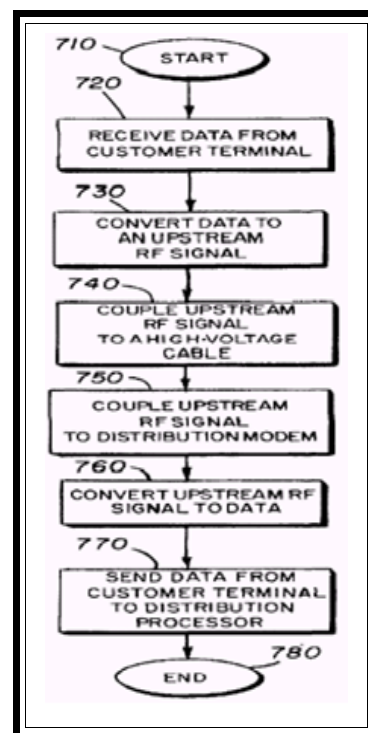 710
START
720
RECEIVE DATA FROM
CUSTOMER TERMINAL
730
CONVERT DATA TO
AN UPSTREAM
RF SIGNAL
740
COUPLE UPSTREAM
RF SIGNAL
TO A HIGH-VOLTAGE
CABLE
750
COUPLE UPSTREAM
RF SIGNAL
TO DISTRIBUTION MODEM
760
CONVERT UPSTREAM RF
SIGNAL TO DATA
770
SEND DATA FROM
CUSTOMER TERMINAL
TO DISTRIBUTION
PROCESSOR
780
END